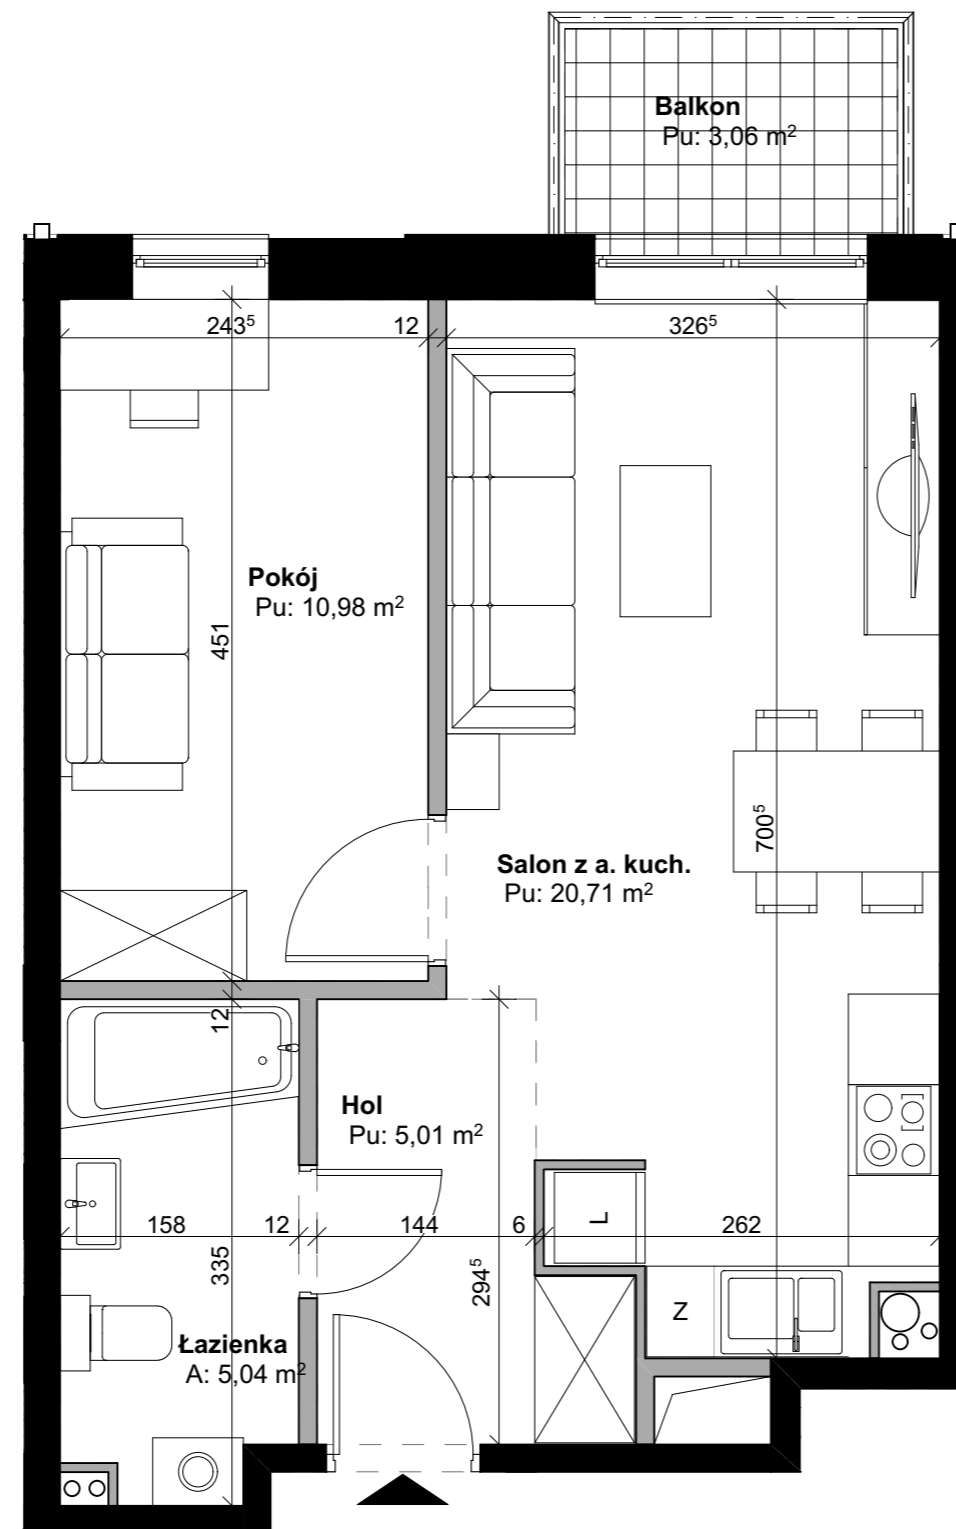 Balkon
Pu: 3,06 m²
243⁵
12
326⁵
Pokój
Pu: 10,98 m²
451
700⁵
Salon z a. kuch.
Pu: 20,71 m²
12
Hol
Pu: 5,01 m²
158
12
144
6
L
262
335
294⁵
Z
Łazienka
A: 5,04 m²